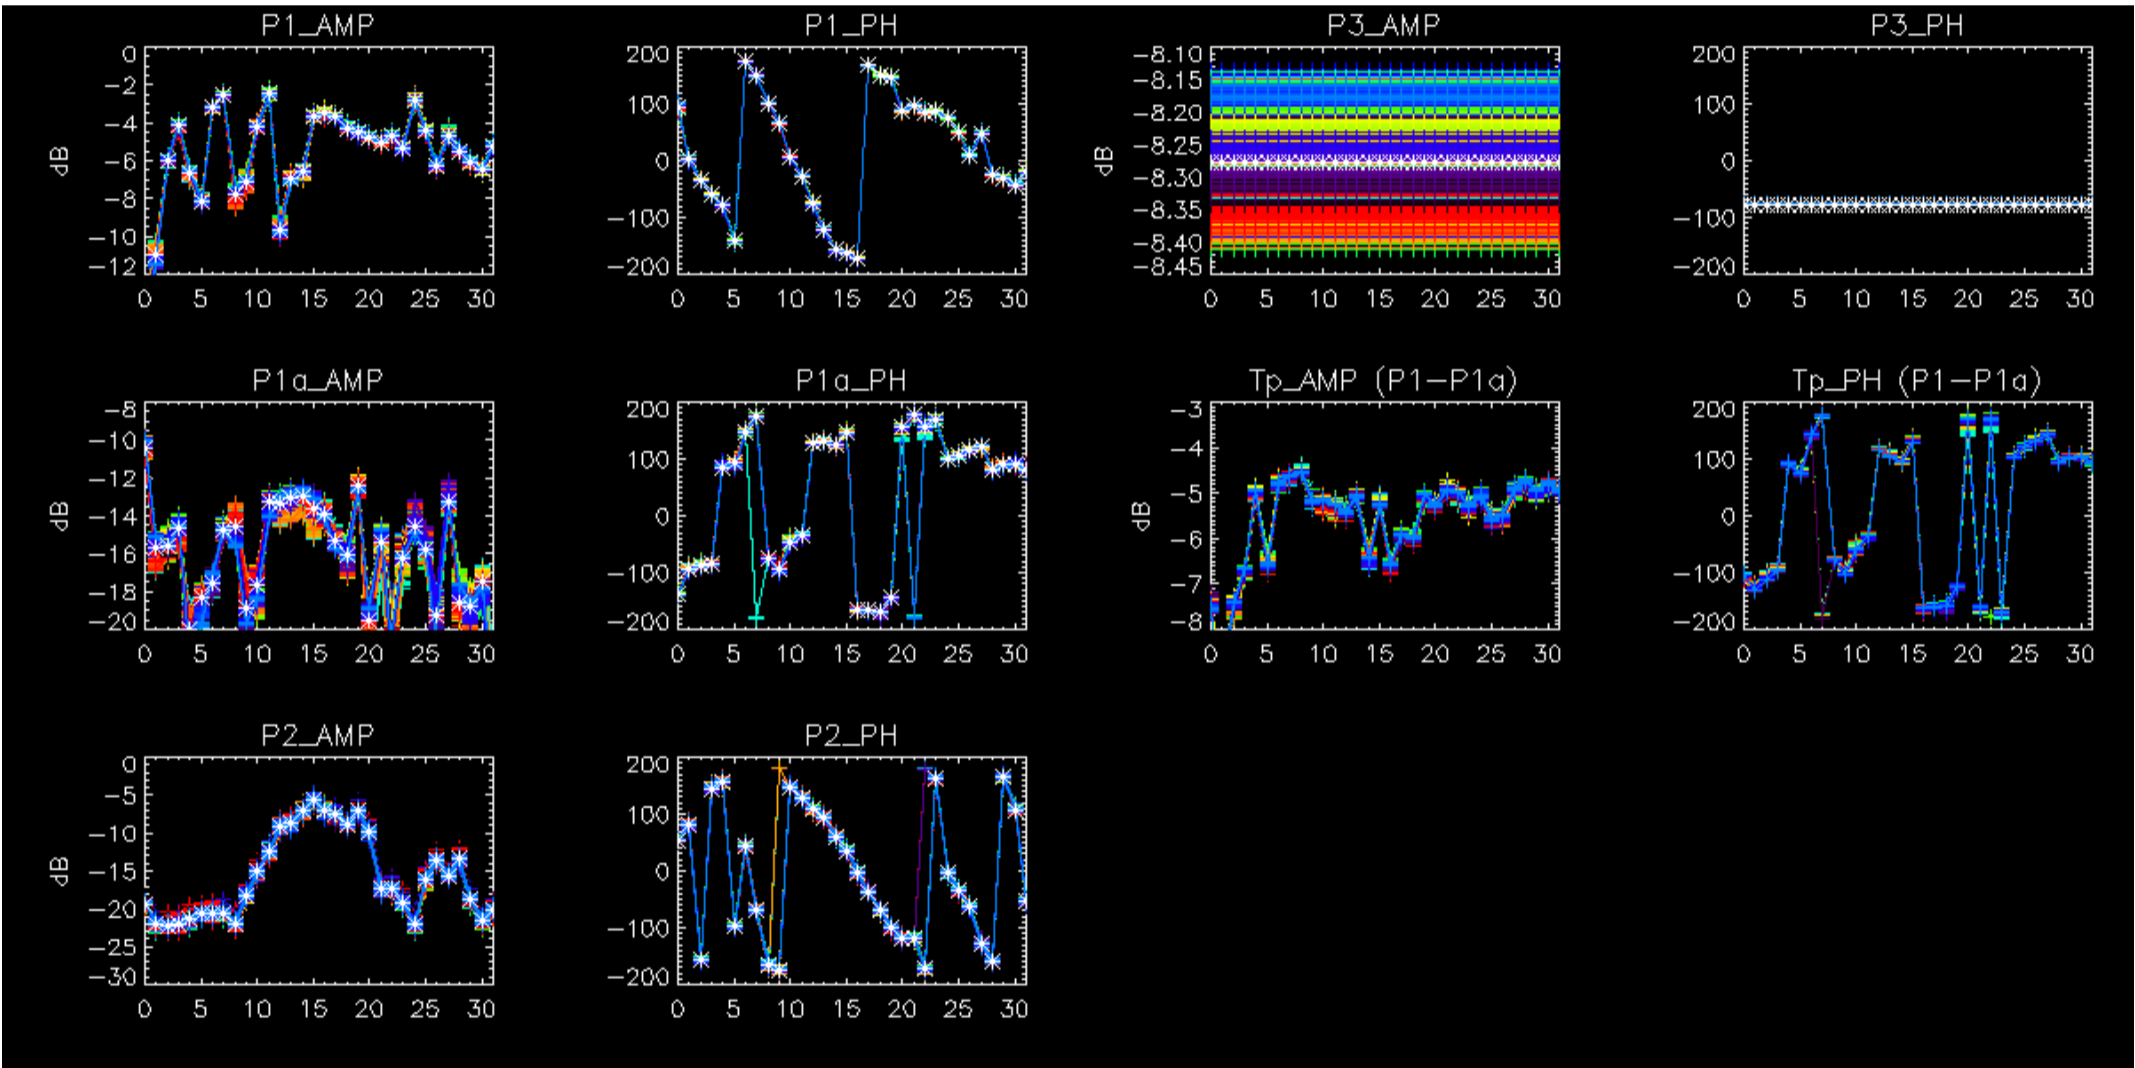 P1_AMP
P1_PH
P3_AMP
P3_PH
0
-2
-4
-6
-8
-10
-12
dB
0 5 10 15 20 25 30
200
100
0
-100
-200
0 5 10 15 20 25 30
-8.10
-8.15
-8.20
-8.25
-8.30
-8.35
-8.40
-8.45
dB
0 5 10 15 20 25 30
200
100
0
-100
-200
0 5 10 15 20 25 30
P1a_AMP
P1a_PH
Tp_AMP (P1-P1a)
Tp_PH (P1-P1a)
-8
-10
-12
-14
-16
-18
-20
dB
0 5 10 15 20 25 30
200
100
0
-100
-200
0 5 10 15 20 25 30
-3
-4
-5
-6
-7
-8
dB
0 5 10 15 20 25 30
200
100
0
-100
-200
0 5 10 15 20 25 30
P2_AMP
P2_PH
0
-5
-10
-15
-20
-25
-30
dB
0 5 10 15 20 25 30
200
100
0
-100
-200
0 5 10 15 20 25 30